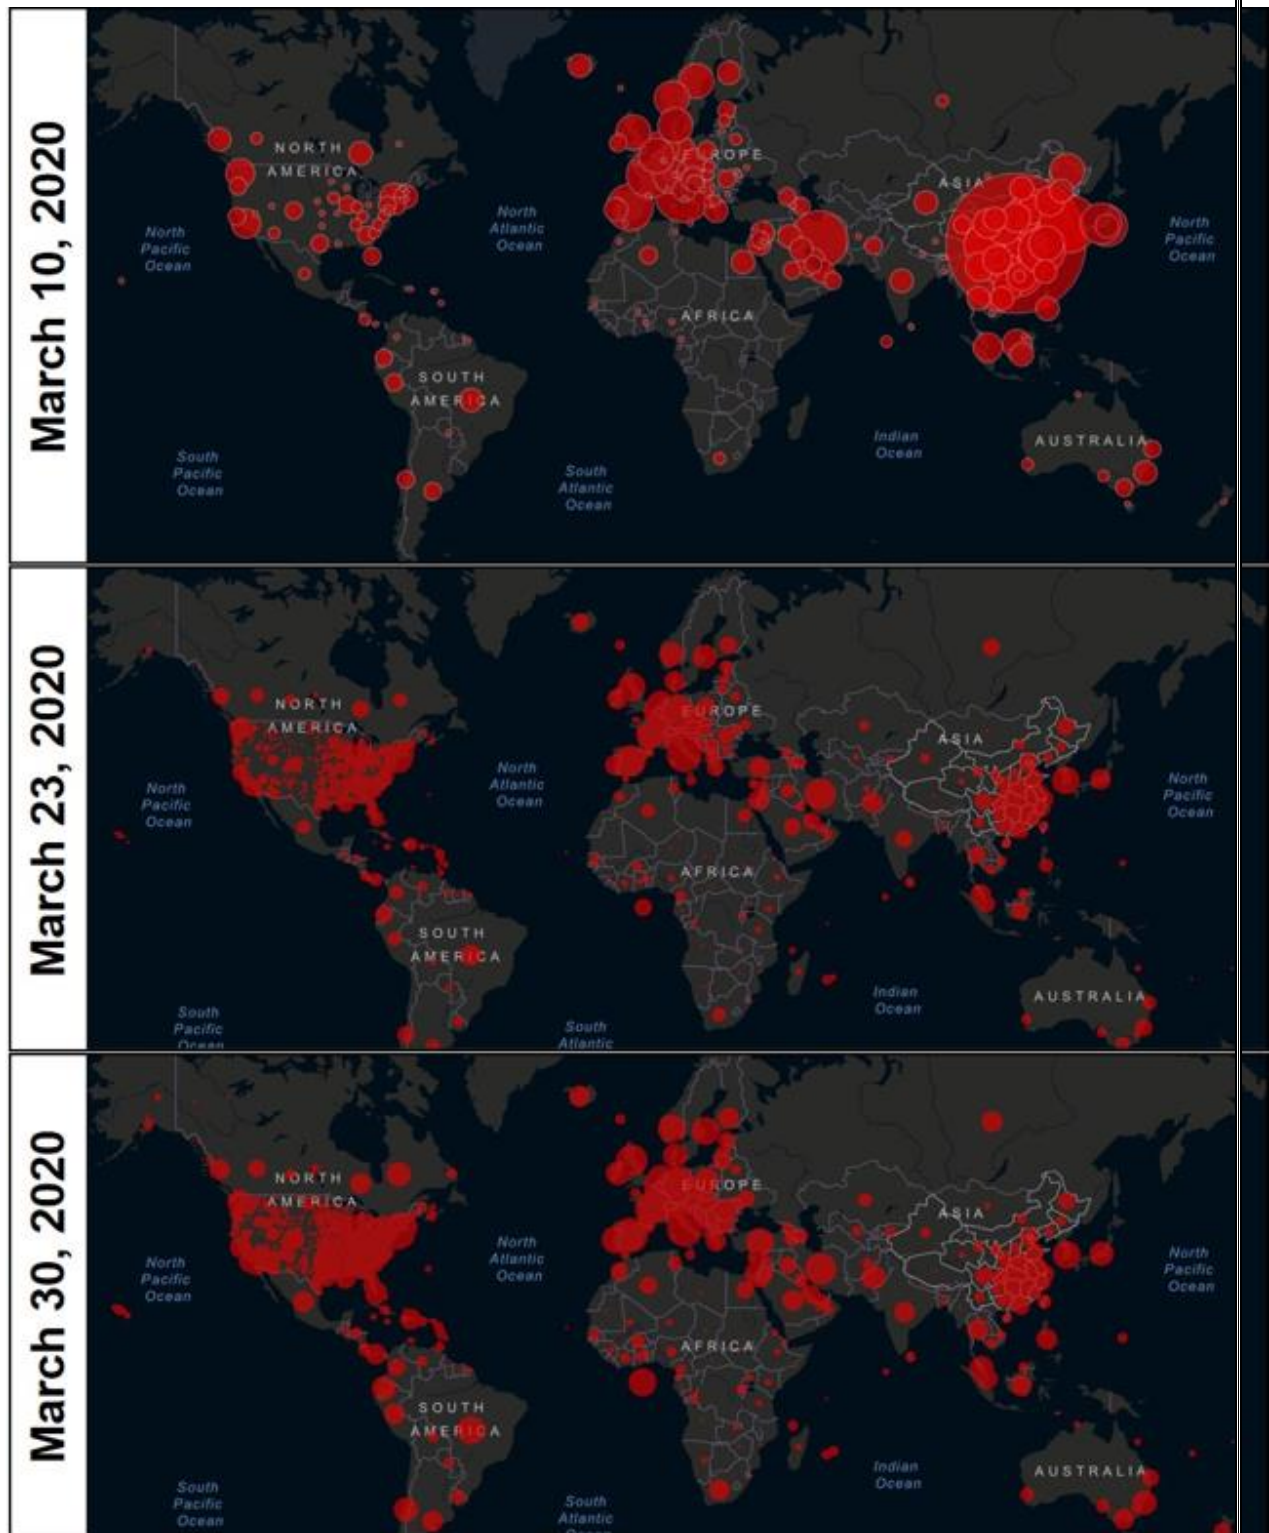 March 10, 2020
NORTH
AMERICA
EUROPE
ASIA
North
Pacific
Ocean
North
Atlantic
Ocean
North
Pacific
Ocean
AFRICA
SOUTH
AMERICA
South
Pacific
Ocean
South
Atlantic
Ocean
Indian
Ocean
AUSTRALIA
March 23, 2020
NORTH
AMERICA
EUROPE
ASIA
North
Pacific
Ocean
North
Atlantic
Ocean
North
Pacific
Ocean
AFRICA
SOUTH
AMERICA
South
Pacific
Ocean
South
Atlantic
Indian
Ocean
AUSTRALIA
March 30, 2020
NORTH
AMERICA
EUROPE
ASIA
North
Pacific
Ocean
North
Atlantic
Ocean
North
Pacific
Ocean
AFRICA
SOUTH
AMERICA
South
Pacific
Ocean
South
Atlantic
Indian
Ocean
AUSTRALIA